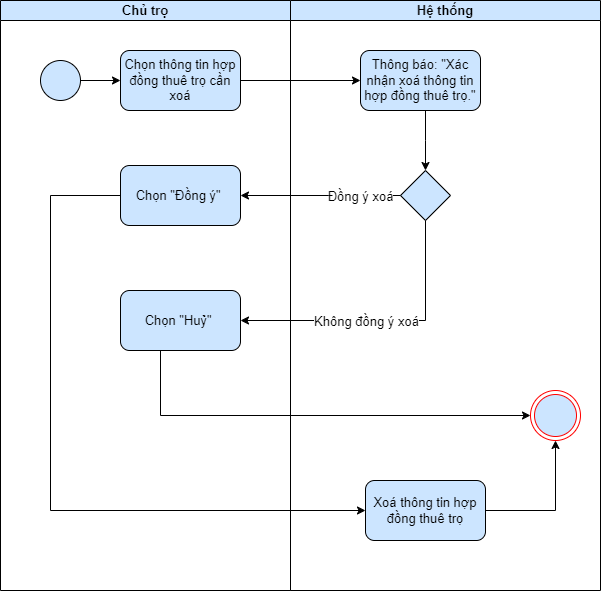 Chủ trọ
Hệ thống
Chọn thông tin hợp
đồng thuê trọ cần
xoá
Thông báo: "Xác
nhận xoá thông tin
hợp đồng thuê trọ."
Chọn "Đồng ý"
Đồng ý xoá
Chọn "Huỷ"
Không đồng ý xoá
Xoá thông tin hợp
đồng thuê trọ